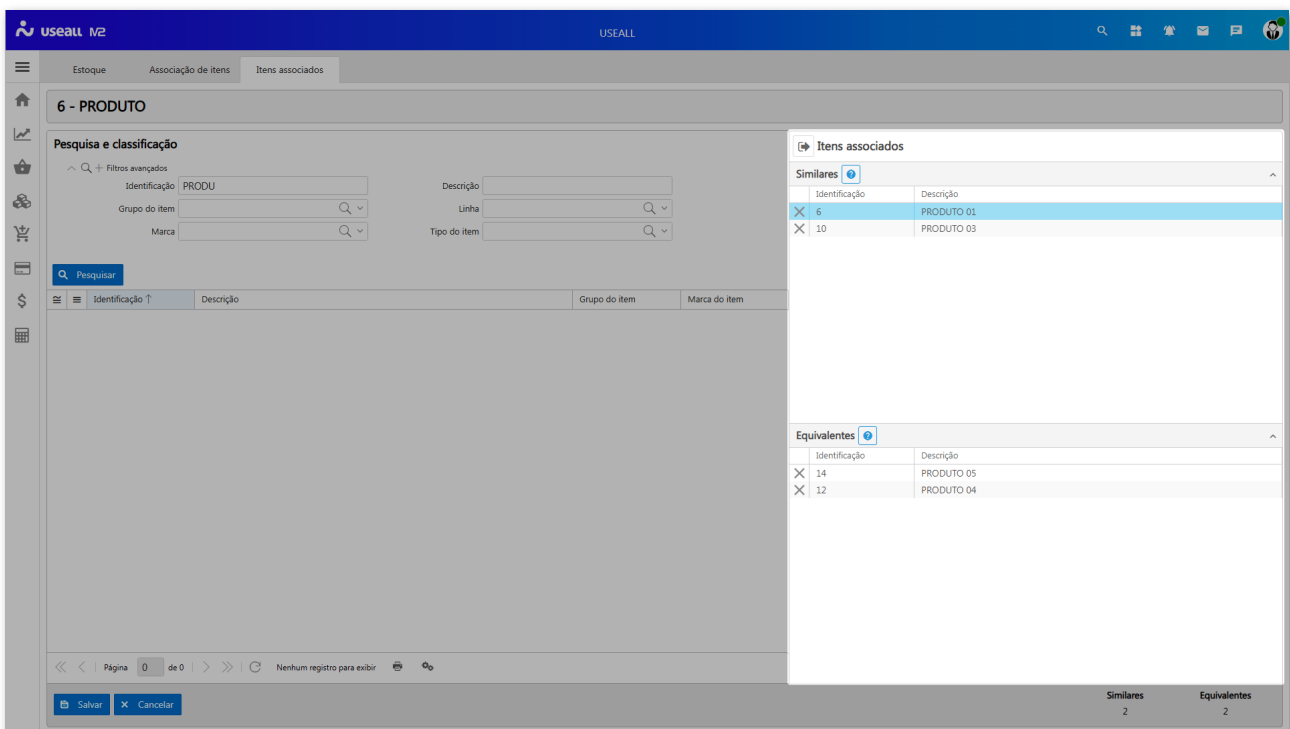 useall M2
USEALL
Estoque
Associação de itens
Itens associados
6 - PRODUTO
Pesquisa e classificação
Filtros avançados
Identificação PRODU
Descrição
Grupo do item
Linha
Marca
Tipo do item
Pesquisar
Identificação
Descrição
Grupo do item
Marca do item
Página 0 de 0
Nenhum registro para exibir
Salvar
Cancelar
Itens associados
Similares
Identificação Descrição
6 PRODUTO 01
10 PRODUTO 03
Equivalentes
Identificação Descrição
14 PRODUTO 05
12 PRODUTO 04
Similares Equivalentes
2 2